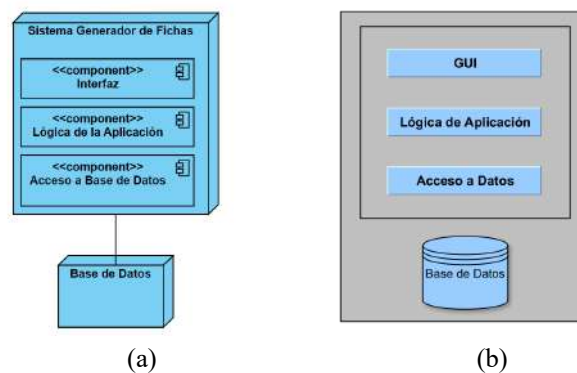 Sistema Generador de Fichas
<<component>>
Interfaz
<<component>>
Lógica de la Aplicación
<<component>>
Acceso a Base de Datos
Base de Datos
(a)
GUI
Lógica de Aplicación
Acceso a Datos
Base de Datos
(b)